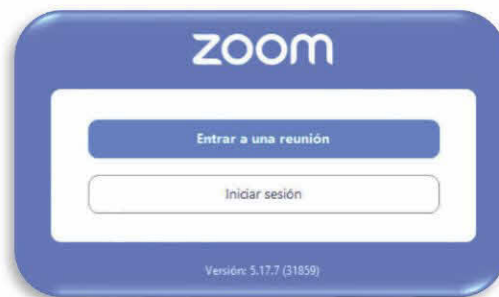 zoom
Entrar a una reunión
Iniciar sesión
Versión: 5.17.7 (31859)